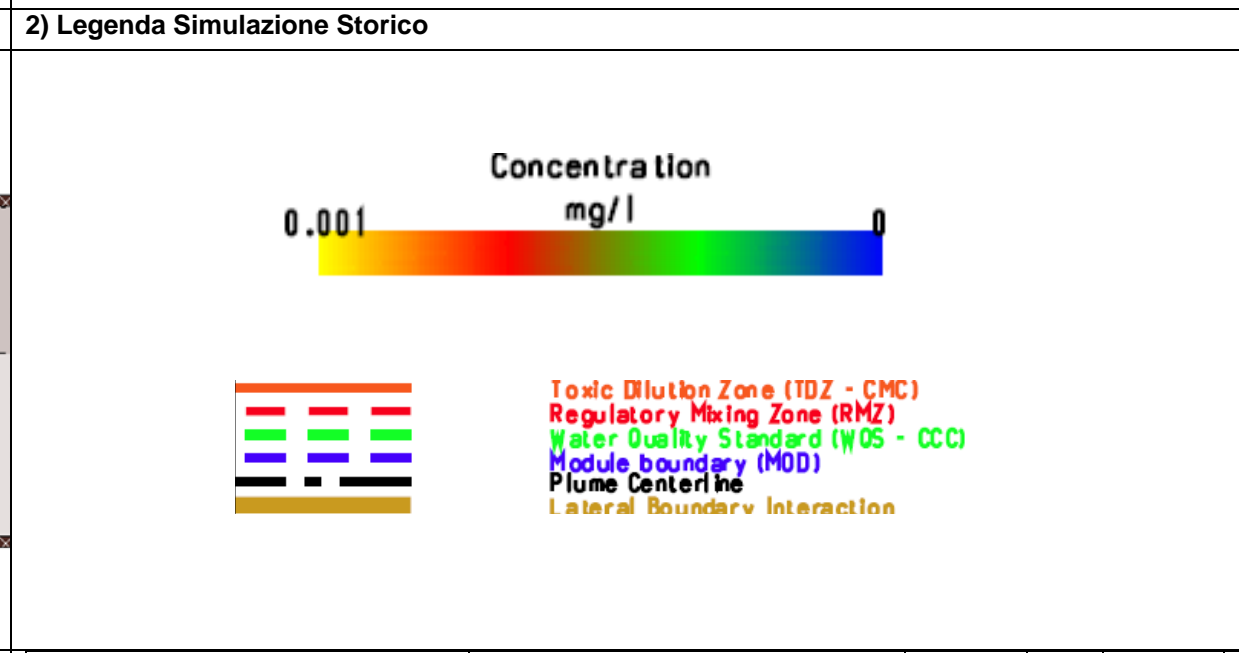 2) Legenda Simulazione Storico
Concentration
mg/l
0.001
0
Toxic Dilution Zone (TDZ - CMC)
Regulatory Mixing Zone (RMZ)
Water Quality Standard (WQS - CCC)
Module boundary (MOD)
Plume Centerline
Lateral Boundary Interaction